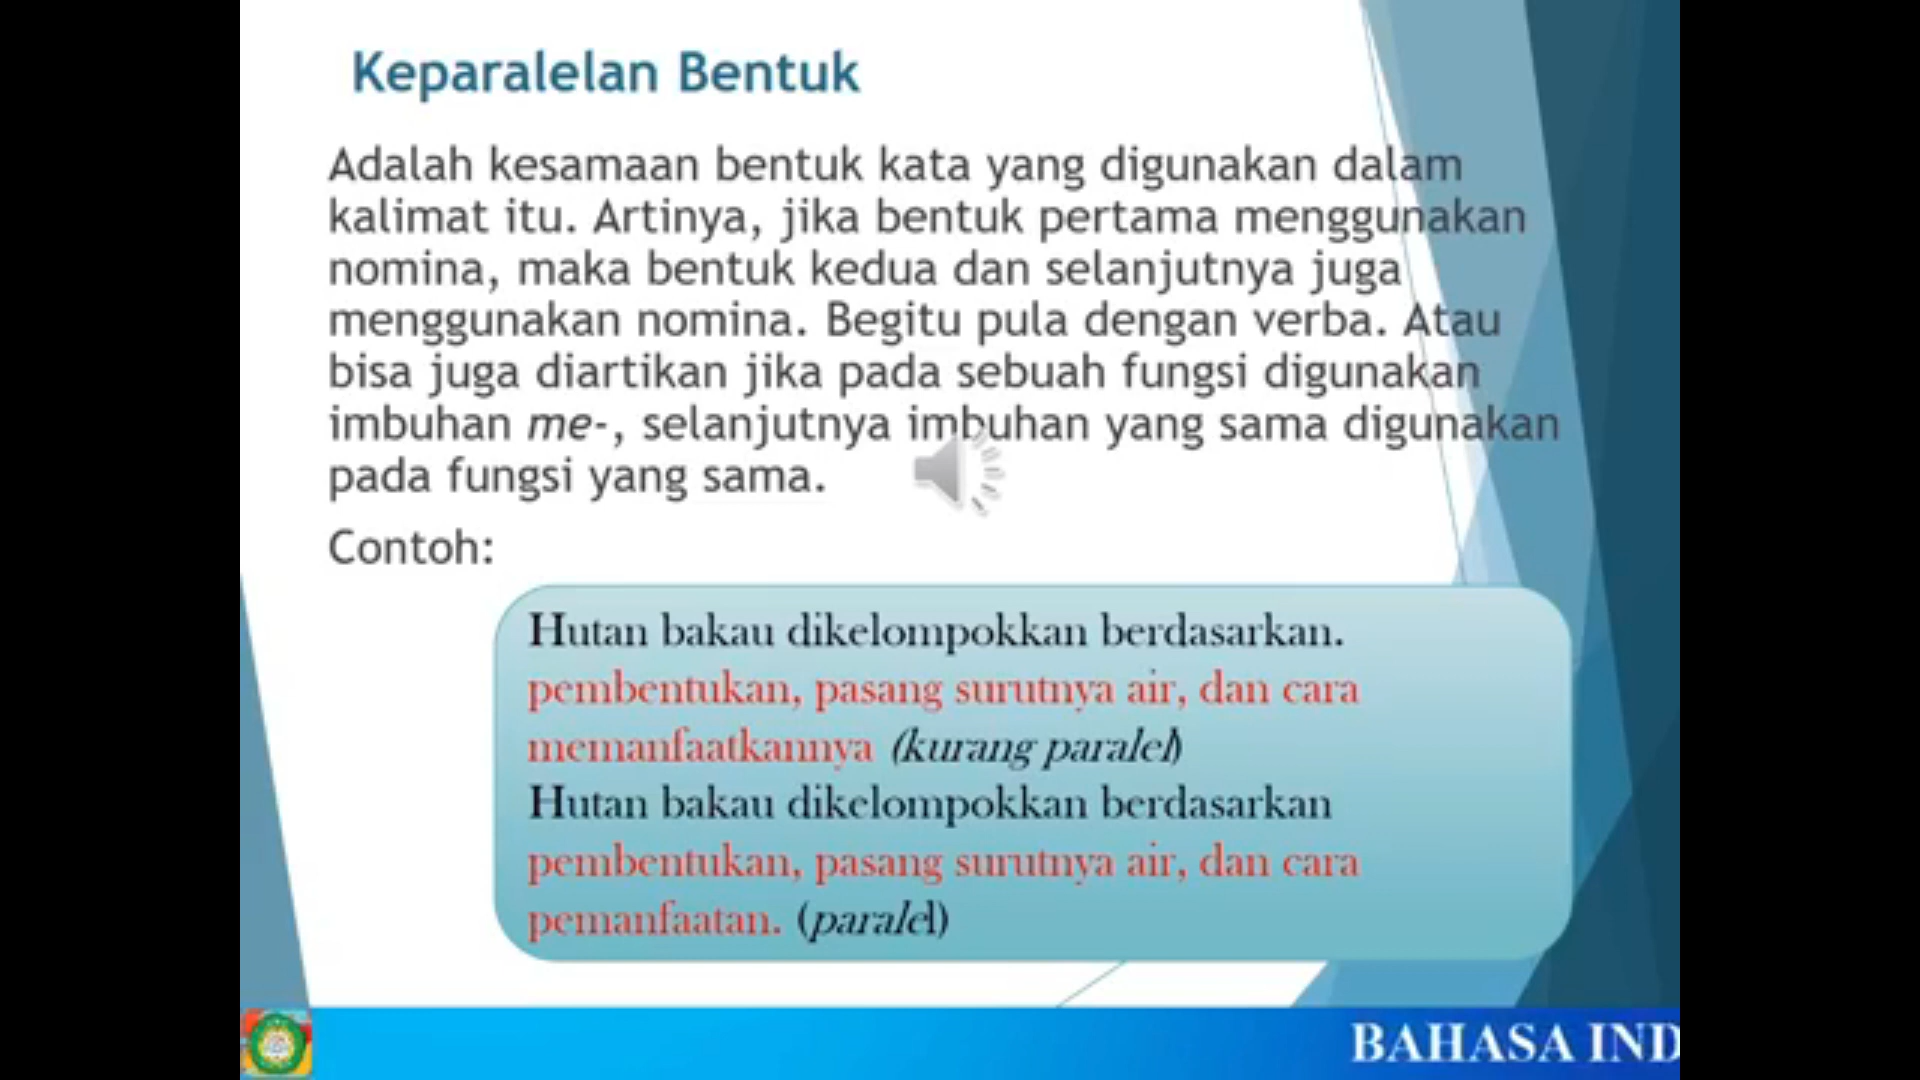 Keparalelan Bentuk
Adalah kesamaan bentuk kata yang digunakan dalam
kalimat itu. Artinya, jika bentuk pertama menggunakan
nomina, maka bentuk kedua dan selanjutnya juga
menggunakan nomina. Begitu pula dengan verba. Atau
bisa juga diartikan jika pada sebuah fungsi digunakan
imbuhan me-, selanjutnya imbuhan yang sama digunakan
pada fungsi yang sama.
Contoh:
Hutan bakau dikelompokkan berdasarkan.
pembentukan, pasang surutnya air, dan cara
memanfaatkannya (kurang paralel)
Hutan bakau dikelompokkan berdasarkan
pembentukan, pasang surutnya air, dan cara
pemanfaatan. (paralel)
BAHASA IND